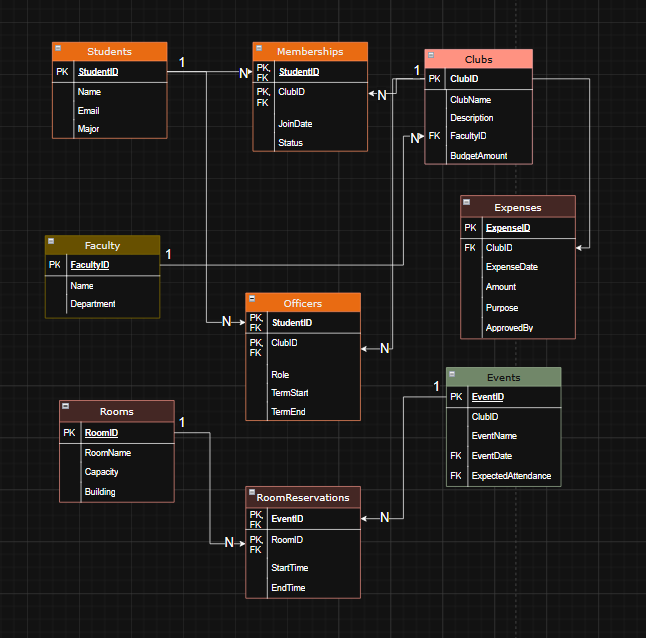 Students
PK StudentID
Name
Email
Major
1
N
Memberships
PK, FK StudentID
PK, FK ClubID
JoinDate
Status
1
N
Clubs
PK ClubID
ClubName
Description
FK FacultyID
BudgetAmount
N
Expenses
PK ExpenseID
FK ClubID
ExpenseDate
Amount
Purpose
ApprovedBy
Faculty
PK FacultyID
Name
Department
1
Officers
PK, FK StudentID
PK, FK ClubID
Role
TermStart
TermEnd
N
N
Events
PK EventID
ClubID
EventName
FK EventDate
FK ExpectedAttendance
1
Rooms
PK RoomID
RoomName
Capacity
Building
1
RoomReservations
PK, FK EventID
PK, FK RoomID
StartTime
EndTime
N
N